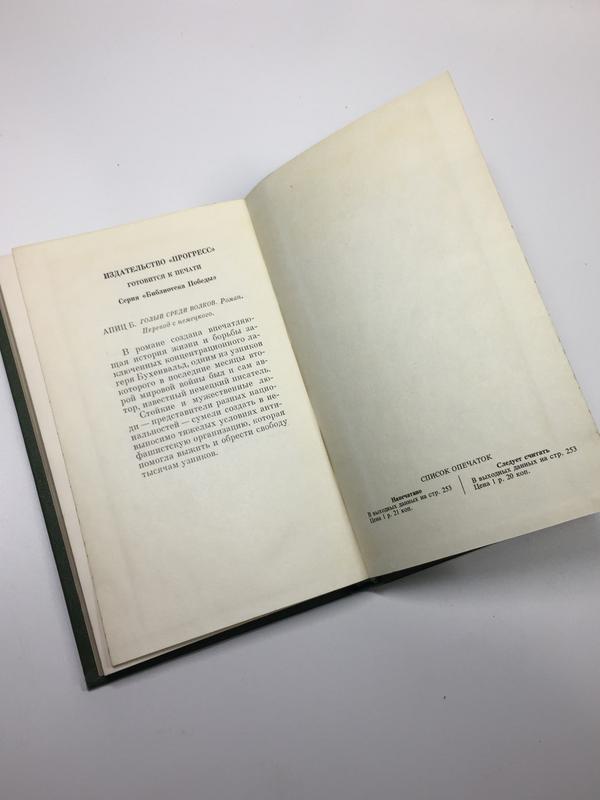 ИЗДАТЕЛЬСТВО «ПРОГРЕСС»
ГОТОВИТСЯ К ПЕЧАТИ
Серия «Библиотека Победы»
АПИЦ Б. ГОЛЫЕ СРЕДИ ВОЛКОВ. Роман.
Перевод с немецкого.
В романе создана впечатляю-
щая история жизни и борьбы за-
ключенных концентрационного ла-
геря Бухенвальд, одним из узников
которого в последние месяцы вто-
рой мировой войны был и сам ав-
тор, известный немецкий писатель.
Стойкие и мужественные лю-
ди — представители разных нацио-
нальностей — сумели создать в не-
выносимо тяжелых условиях анти-
фашистскую организацию, которая
помогла выжить и обрести свободу
тысячам узников.
СПИСОК ОПЕЧАТОК
Напечатано
В выходных данных на стр. 253
Цена 1 р. 21 коп.
Следует считать
В выходных данных на стр. 253
Цена 1 р. 20 коп.